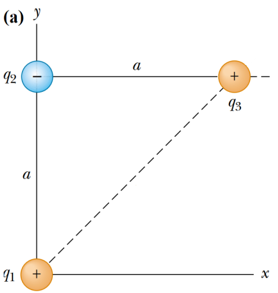 (a) y
q2 − a +
q3
a
q1 + x